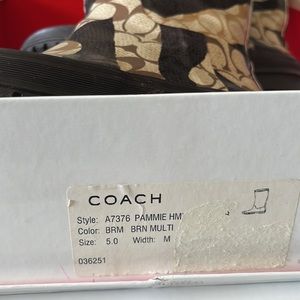 COACH
Style: A7376 PAMMIE HM
Color: BRM BRN MULTI
Size: 5.0 Width: M
036251